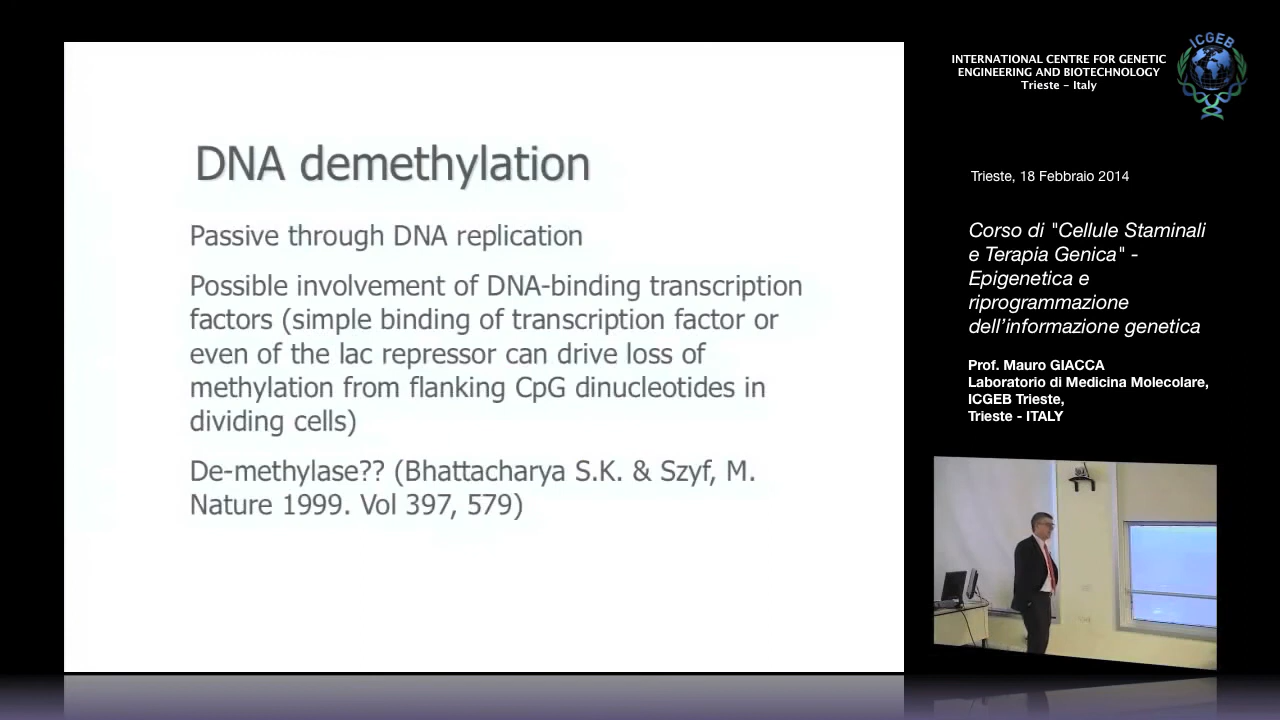 DNA demethylation
Passive through DNA replication
Possible involvement of DNA-binding transcription
factors (simple binding of transcription factor or
even of the lac repressor can drive loss of
methylation from flanking CpG dinucleotides in
dividing cells)
De-methylase?? (Bhattacharya S.K. & Szyf, M.
Nature 1999. Vol 397, 579)
ICGEB
INTERNATIONAL CENTRE FOR GENETIC
ENGINEERING AND BIOTECHNOLOGY
Trieste - Italy
Trieste, 18 Febbraio 2014
Corso di "Cellule Staminali
e Terapia Genica" -
Epigenetica e
riprogrammazione
dell'informazione genetica
Prof. Mauro GIACCA
Laboratorio di Medicina Molecolare,
ICGEB Trieste,
Trieste - ITALY